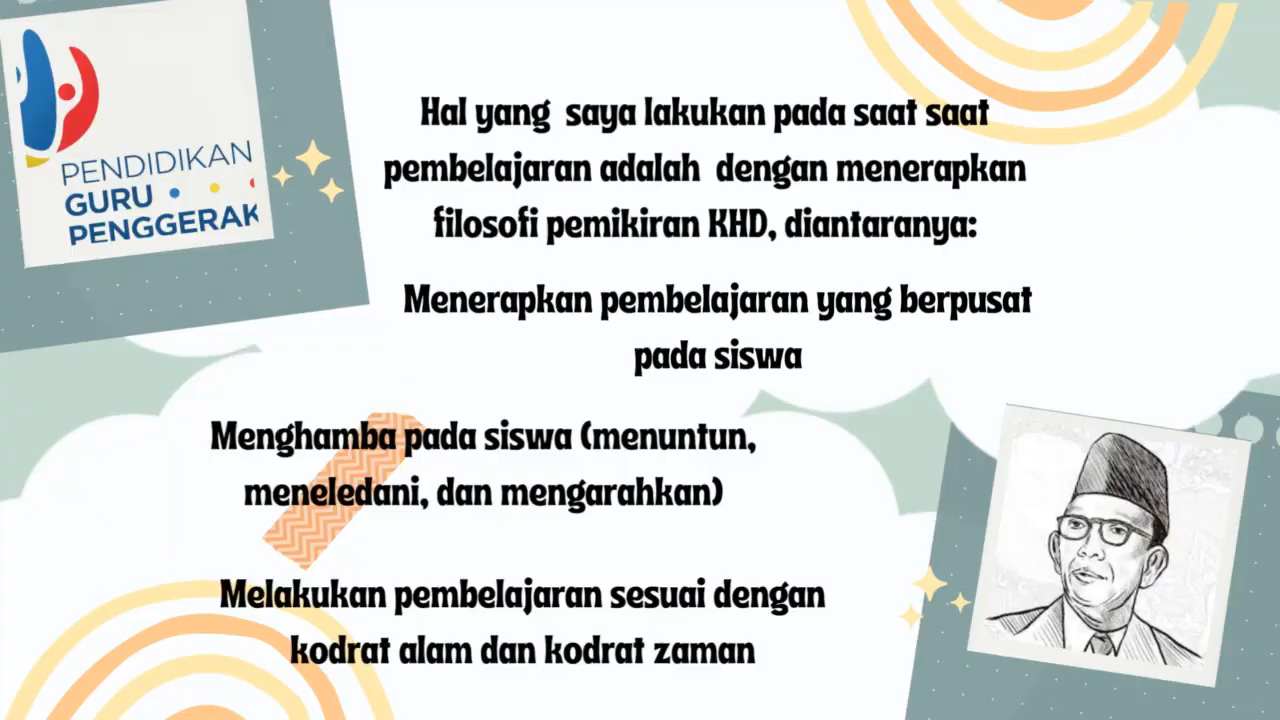 PENDIDIKAN
GURU
PENGGERAK
Hal yang saya lakukan pada saat saat
pembelajaran adalah dengan menerapkan
filosofi pemikiran KHD, diantaranya:
Menerapkan pembelajaran yang berpusat
pada siswa
Menghamba pada siswa (menuntun,
meneledani, dan mengarahkan)
Melakukan pembelajaran sesuai dengan
kodrat alam dan kodrat zaman